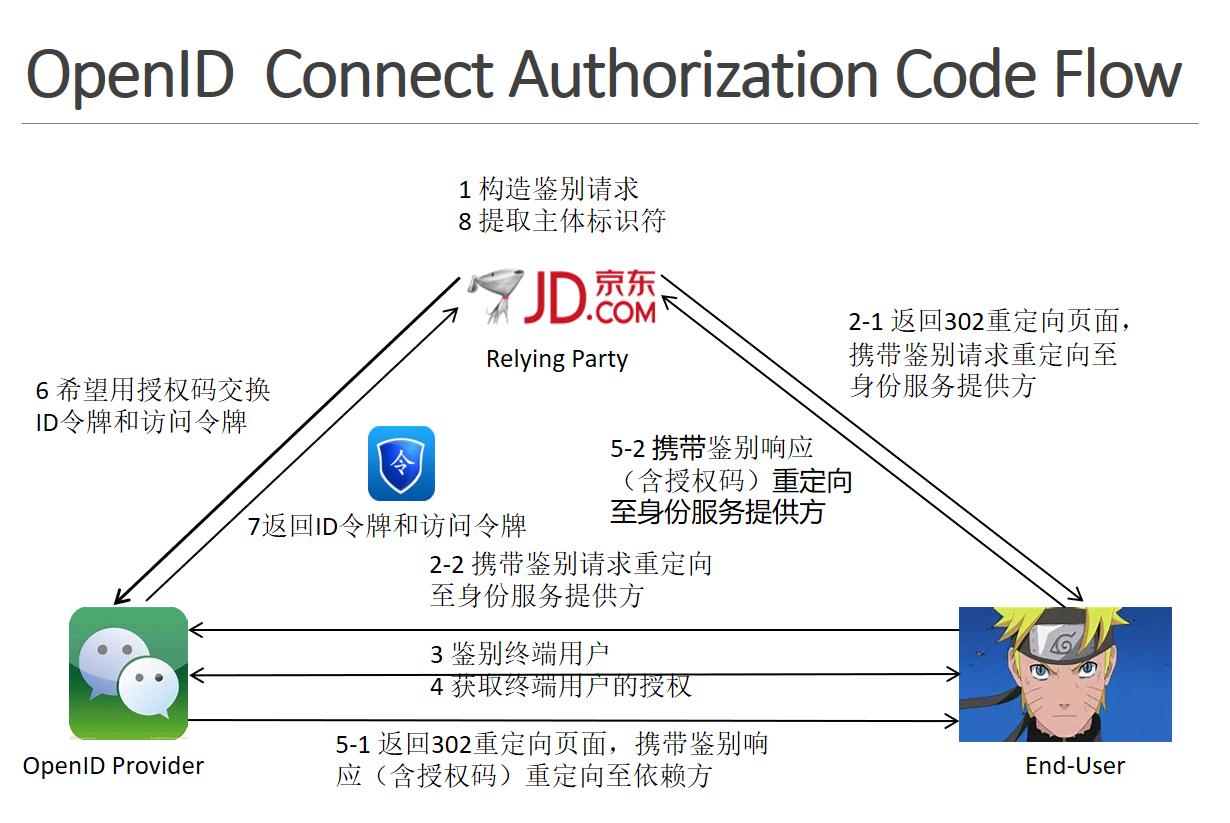 OpenID Connect Authorization Code Flow
1 构造鉴别请求
8 提取主体标识符
JD.COM 京东
Relying Party
2-1 返回302重定向页面，
携带鉴别请求重定向至
身份服务提供方
6 希望用授权码交换
ID令牌和访问令牌
令
5-2 携带鉴别响应
（含授权码）重定向
至身份服务提供方
7返回ID令牌和访问令牌
2-2 携带鉴别请求重定向
至身份服务提供方
3 鉴别终端用户
4 获取终端用户的授权
5-1 返回302重定向页面，携带鉴别响
应（含授权码）重定向至依赖方
OpenID Provider
End-User